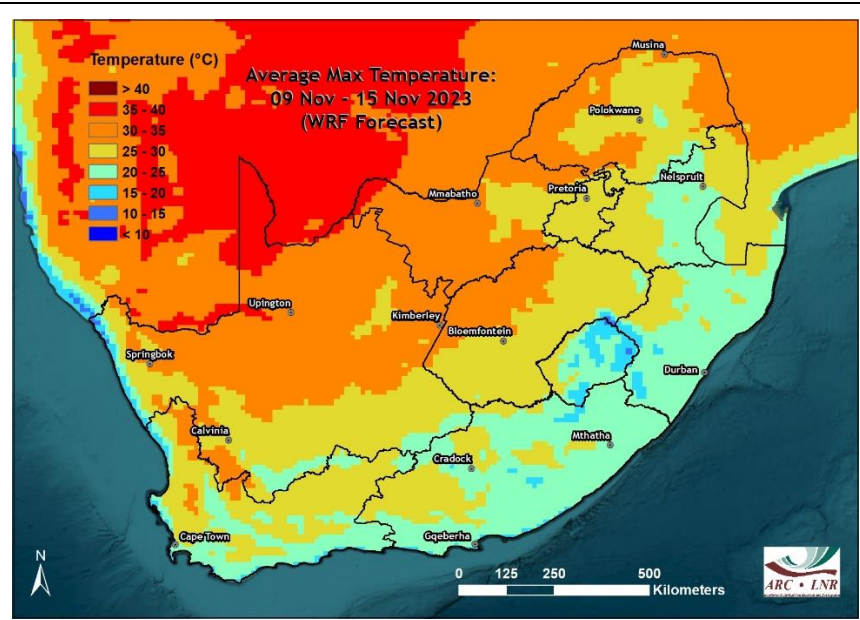 Temperature (°C)
> 40
35 - 40
30 - 35
25 - 30
20 - 25
15 - 20
10 - 15
< 10
Average Max Temperature:
09 Nov - 15 Nov 2023
(WRF Forecast)
Musina
Polokwane
Nelspruit
Pretoria
Mmabatho
Upington
Kimberley
Bloemfontein
Springbok
Durban
Calvinia
Mthatha
Cradock
Cape Town
Gqeberha
N
0 125 250 500
Kilometers
ARC • LNR